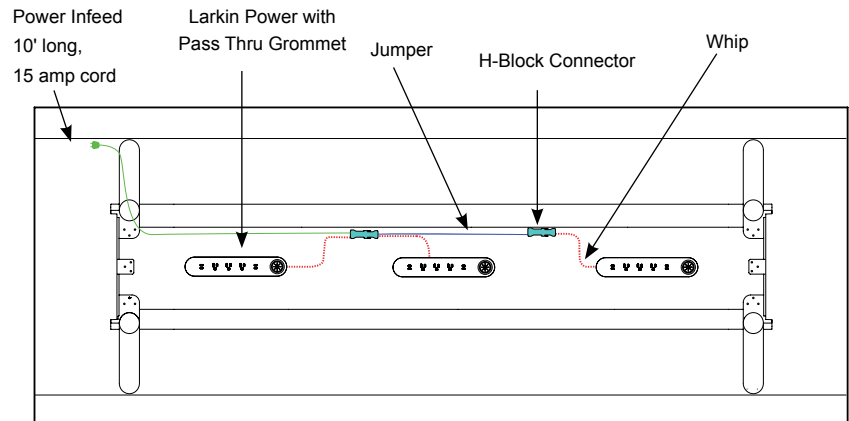 Power Infeed
10' long,
15 amp cord
Larkin Power with
Pass Thru Grommet
Jumper
H-Block Connector
Whip